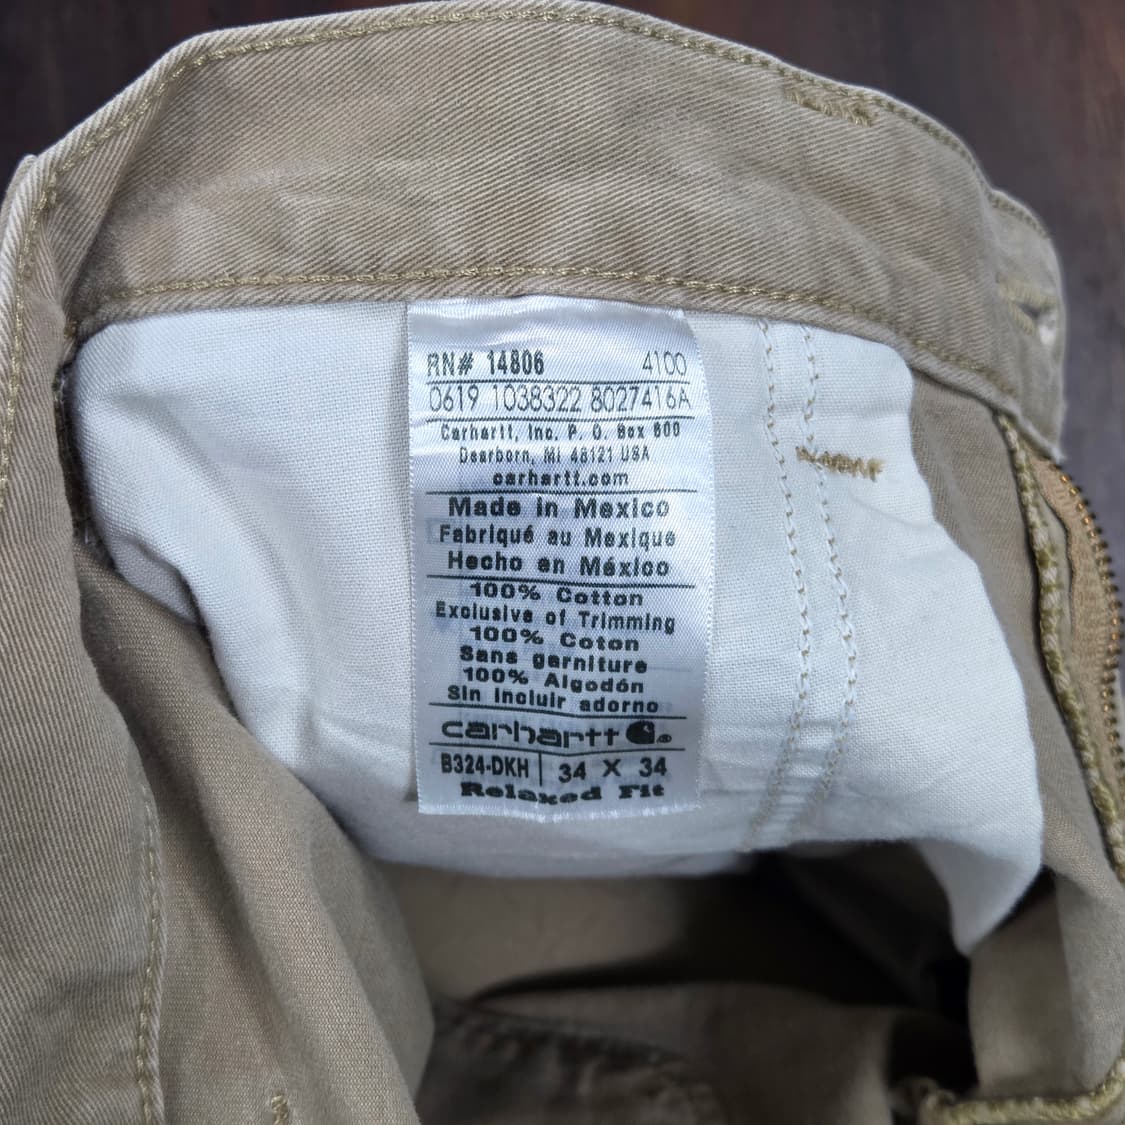 RN# 14806 4100
0619 1038322 8027416A
Carhartt, Inc. P. O. Box 600
Dearborn, MI 48121 USA
carhartt.com
Made in Mexico
Fabriqué au Mexique
Hecho en México
100% Cotton
Exclusive of Trimming
100% Coton
Sans garniture
100% Algodón
Sin incluir adorno
carhartt ®
B324-DKH 34 X 34
Relaxed Fit